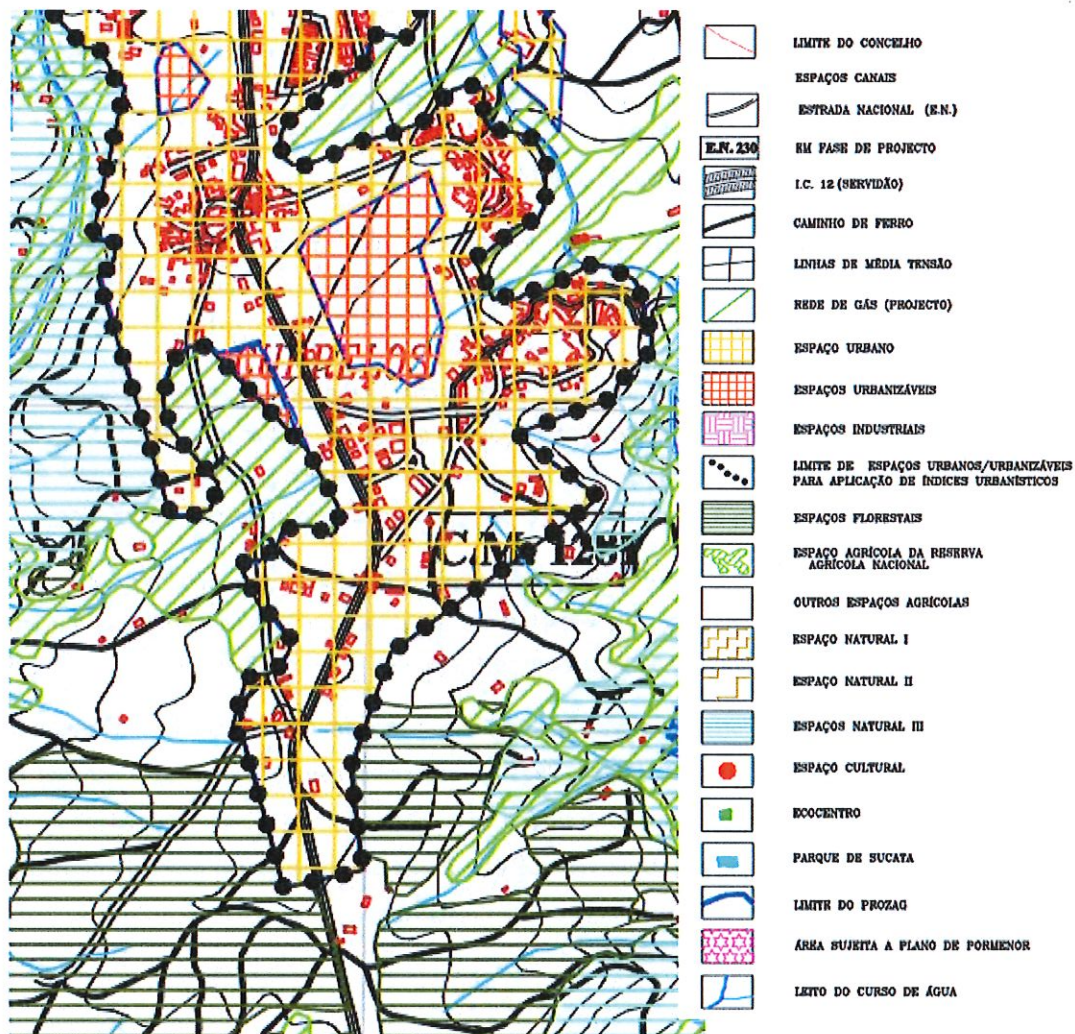 LIMITE DO CONCELHO
ESPAÇOS CANAIS
ESTRADA NACIONAL (E.N.)
E.N. 230 EM FASE DE PROJECTO
I.C. 12 (SERVIDÃO)
CAMINHO DE FERRO
LINHAS DE MÉDIA TENSÃO
REDE DE GÁS (PROJECTO)
ESPAÇO URBANO
ESPAÇOS URBANIZÁVEIS
ESPAÇOS INDUSTRIAIS
LIMITE DE ESPAÇOS URBANOS/URBANIZÁVEIS
PARA APLICAÇÃO DE ÍNDICES URBANÍSTICOS
ESPAÇOS FLORESTAIS
ESPAÇO AGRÍCOLA DA RESERVA
AGRÍCOLA NACIONAL
OUTROS ESPAÇOS AGRÍCOLAS
ESPAÇO NATURAL I
ESPAÇO NATURAL II
ESPAÇOS NATURAL III
ESPAÇO CULTURAL
ECOCENTRO
PARQUE DE SUCATA
LIMITE DO PROZAG
ÁREA SUJEITA A PLANO DE PORMENOR
LEITO DO CURSO DE ÁGUA